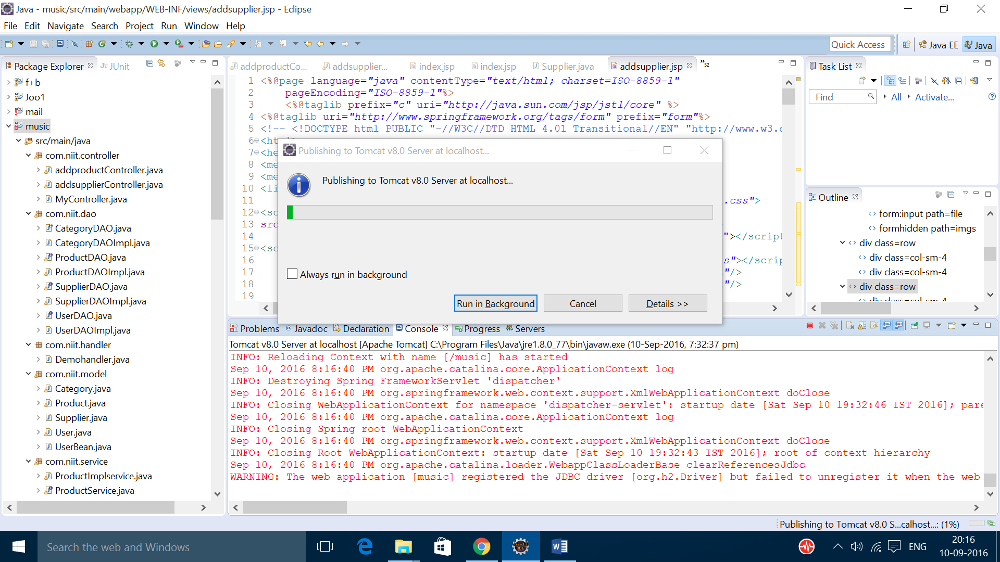 Java - music/src/main/webapp/WEB-INF/views/addsupplier.jsp - Eclipse
File Edit Navigate Search Project Run Window Help
Quick Access
Java EE
Java
Package Explorer
JUnit
f+b
Joo1
mail
music
src/main/java
com.niit.controller
addproductController.java
addsupplierController.java
MyController.java
com.niit.dao
CategoryDAO.java
CategoryDAOImpl.java
ProductDAO.java
ProductDAOImpl.java
SupplierDAO.java
SupplierDAOImpl.java
UserDAO.java
UserDAOImpl.java
com.niit.handler
Demohandler.java
com.niit.model
Category.java
Product.java
Supplier.java
User.java
UserBean.java
com.niit.service
ProductImplservice.java
ProductService.java
addproductCo... addsupplier... index.jsp index.jsp Supplier.java addsupplier.jsp »52
1 <%@page language="java" contentType="text/html; charset=ISO-8859-1"
2 pageEncoding="ISO-8859-1"%>
3 <%@taglib prefix="c" uri="http://java.sun.com/jsp/jstl/core" %>
4 <%@taglib uri="http://www.springframework.org/tags/form" prefix="form"%>
5 <!-- <!DOCTYPE html PUBLIC "-//W3C//DTD HTML 4.01 Transitional//EN" "http://www.w3.o
6 <html>
7 <he
8 <me
9 <me
10 <li
11 .css">
12 <sc
13 src
14 "></script
15 <sc
16 s"></scrip
17 "/>
18 "/>
19
Publishing to Tomcat v8.0 Server at localhost...
Publishing to Tomcat v8.0 Server at localhost...
Always run in background
Run in Background
Cancel
Details >>
Task List
Find
All
Activate...
Outline
form:input path=file
formhidden path=imgs
div class=row
div class=col-sm-4
div class=col-sm-4
div class=row
div class=col-sm-4
Problems Javadoc Declaration Console Progress Servers
Tomcat v8.0 Server at localhost [Apache Tomcat] C:\Program Files\Java\jre1.8.0_77\bin\javaw.exe (10-Sep-2016, 7:32:37 pm)
INFO: Reloading Context with name [/music] has started
Sep 10, 2016 8:16:40 PM org.apache.catalina.core.ApplicationContext log
INFO: Destroying Spring FrameworkServlet 'dispatcher'
Sep 10, 2016 8:16:40 PM org.springframework.web.context.support.XmlWebApplicationContext doClose
INFO: Closing WebApplicationContext for namespace 'dispatcher-servlet': startup date [Sat Sep 10 19:32:46 IST 2016]; pare
Sep 10, 2016 8:16:40 PM org.apache.catalina.core.ApplicationContext log
INFO: Closing Spring root WebApplicationContext
Sep 10, 2016 8:16:40 PM org.springframework.web.context.support.XmlWebApplicationContext doClose
INFO: Closing Root WebApplicationContext: startup date [Sat Sep 10 19:32:43 IST 2016]; root of context hierarchy
Sep 10, 2016 8:16:40 PM org.apache.catalina.loader.WebappClassLoaderBase clearReferencesJdbc
WARNING: The web application [music] registered the JDBC driver [org.h2.Driver] but failed to unregister it when the web
Publishing to Tomcat v8.0 S...calhost...: (1%)
Search the web and Windows
ENG
20:16
10-09-2016